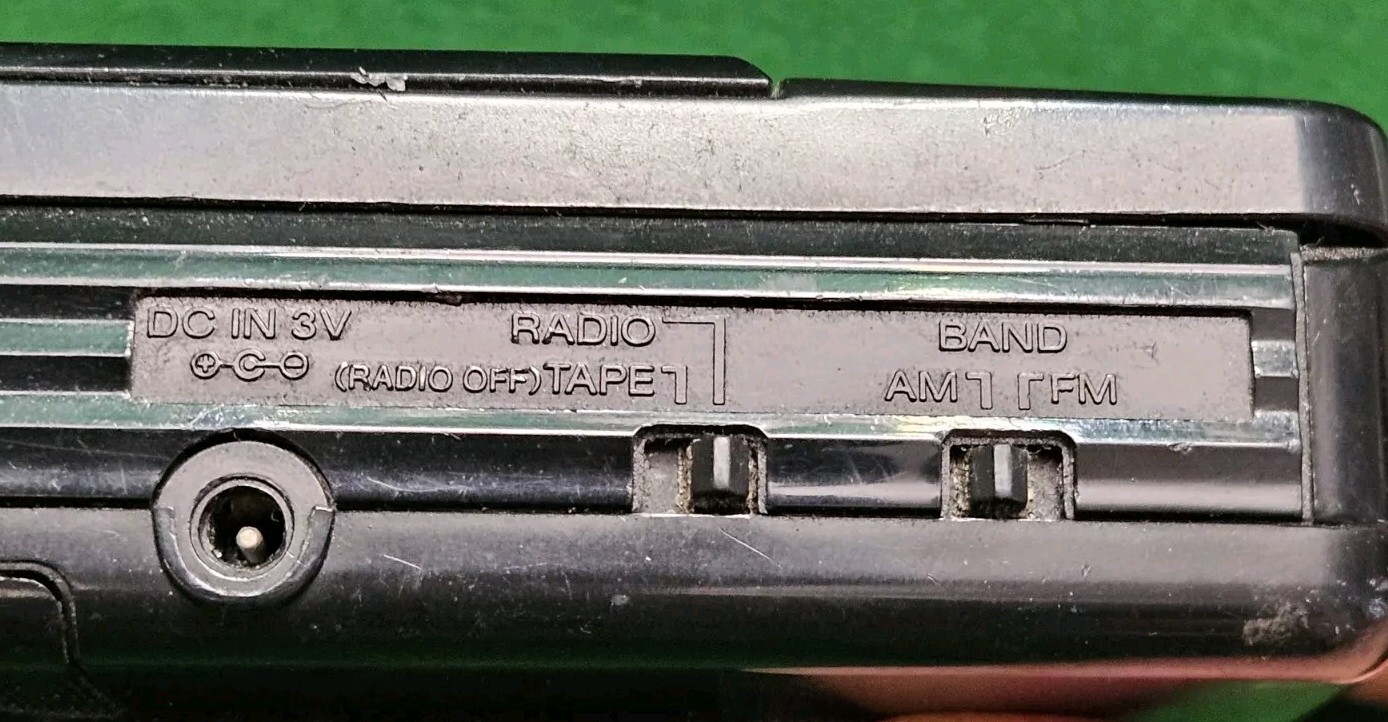 DC IN 3V
RADIO
(RADIO OFF) TAPE
BAND
AM FM